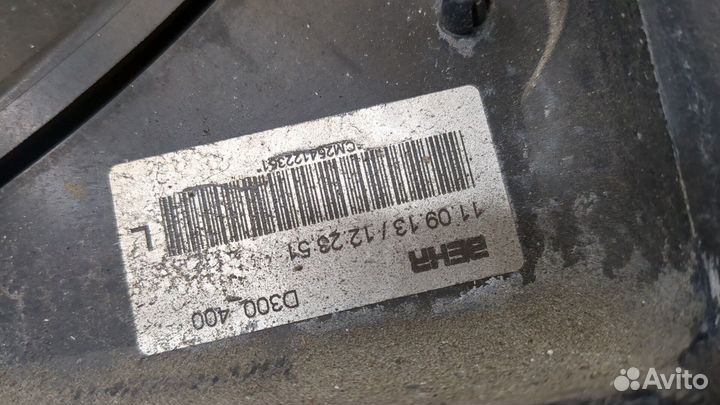 D300 400
BEHR
11.09.13 / 12:23:51
L
*CM2641223S1*
Avito